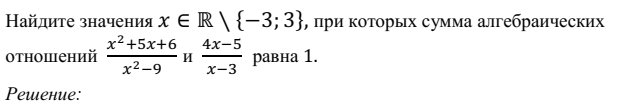 Найдите значения x ∈ ℝ \ {−3; 3}, при которых сумма алгебраических
отношений (x²+5x+6)/(x²−9) и (4x−5)/(x−3) равна 1.
Решение: